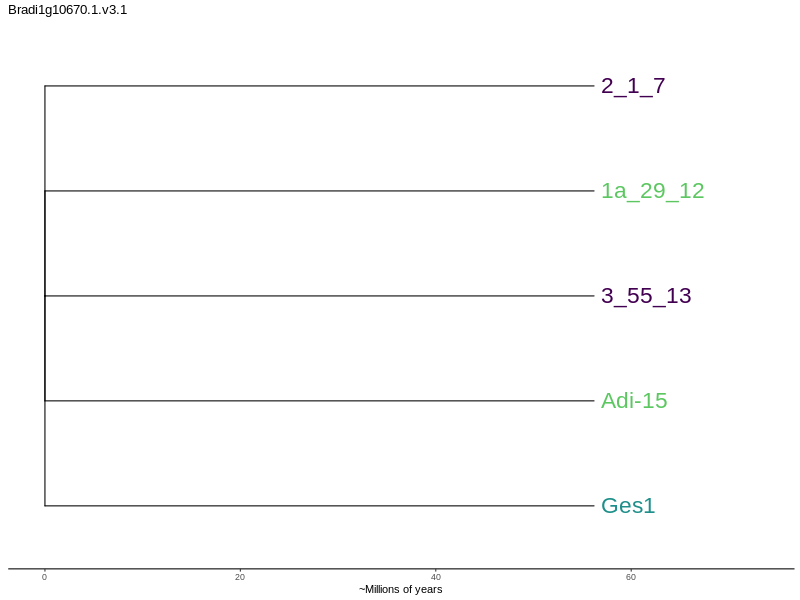 Bradi1g10670.1.v3.1
2_1_7
1a_29_12
3_55_13
Adi-15
Ges1
0 20 40 60
~Millions of years